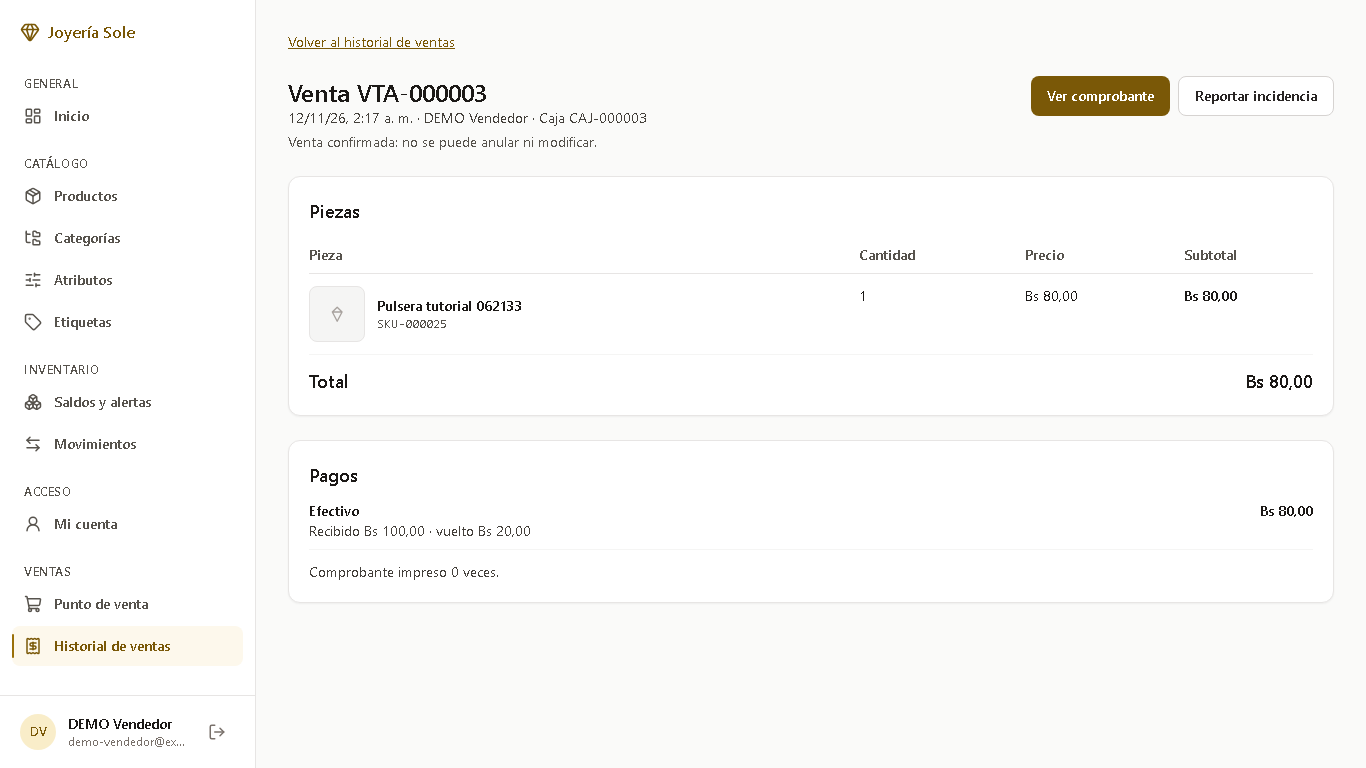 Joyería Sole
GENERAL
Inicio
CATÁLOGO
Productos
Categorías
Atributos
Etiquetas
INVENTARIO
Saldos y alertas
Movimientos
ACCESO
Mi cuenta
VENTAS
Punto de venta
Historial de ventas
DV
DEMO Vendedor
demo-vendedor@ex...
Volver al historial de ventas
Venta VTA-000003
12/11/26, 2:17 a. m. · DEMO Vendedor · Caja CAJ-000003
Venta confirmada: no se puede anular ni modificar.
Ver comprobante
Reportar incidencia
Piezas
Pieza Cantidad Precio Subtotal
Pulsera tutorial 062133 1 Bs 80,00 Bs 80,00
SKU-000025
Total Bs 80,00
Pagos
Efectivo Bs 80,00
Recibido Bs 100,00 · vuelto Bs 20,00
Comprobante impreso 0 veces.